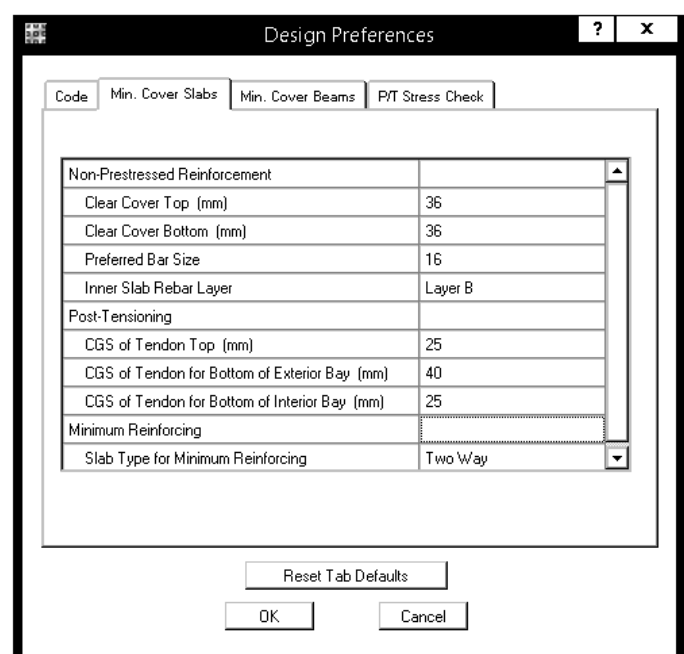 Design Preferences ? x
Code Min. Cover Slabs Min. Cover Beams P/T Stress Check
Non-Prestressed Reinforcement
Clear Cover Top (mm) 36
Clear Cover Bottom (mm) 36
Preferred Bar Size 16
Inner Slab Rebar Layer Layer B
Post-Tensioning
CGS of Tendon Top (mm) 25
CGS of Tendon for Bottom of Exterior Bay (mm) 40
CGS of Tendon for Bottom of Interior Bay (mm) 25
Minimum Reinforcing
Slab Type for Minimum Reinforcing Two Way
Reset Tab Defaults
OK Cancel